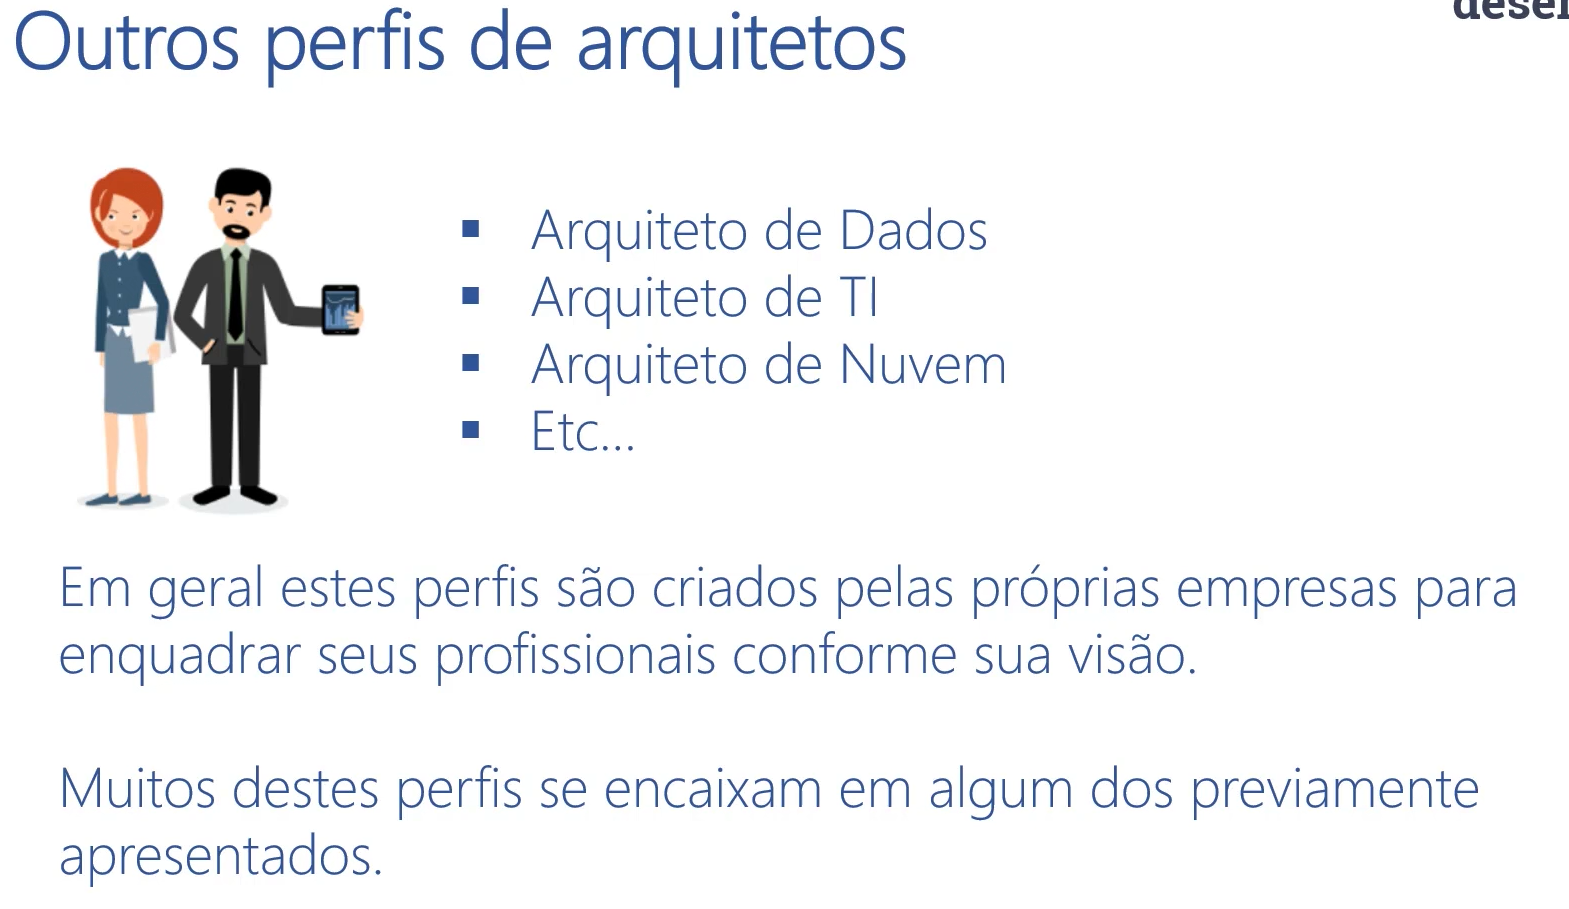 Outros perfis de arquitetos
Arquiteto de Dados
Arquiteto de TI
Arquiteto de Nuvem
Etc...
Em geral estes perfis são criados pelas próprias empresas para
enquadrar seus profissionais conforme sua visão.
Muitos destes perfis se encaixam em algum dos previamente
apresentados.